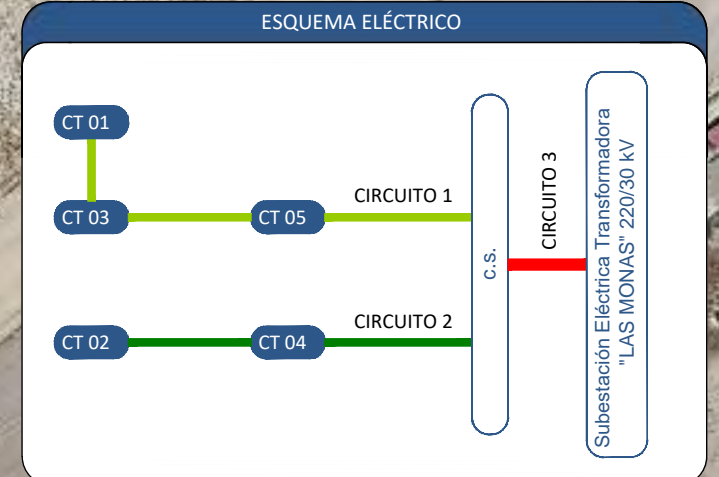 ESQUEMA ELÉCTRICO
CT 01
CT 03
CT 05
CIRCUITO 1
CT 02
CT 04
CIRCUITO 2
C.S.
CIRCUITO 3
Subestación Eléctrica Transformadora
"LAS MONAS" 220/30 kV